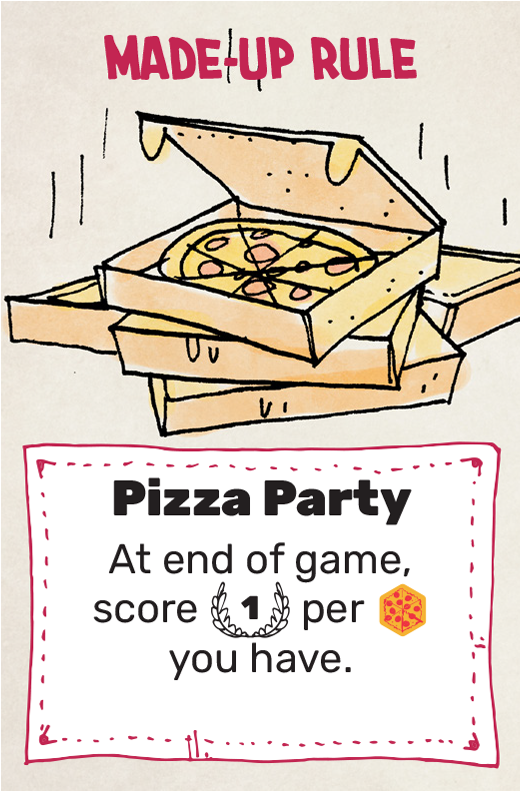 MADE-UP RULE
Pizza Party
At end of game,
score 1 per
you have.